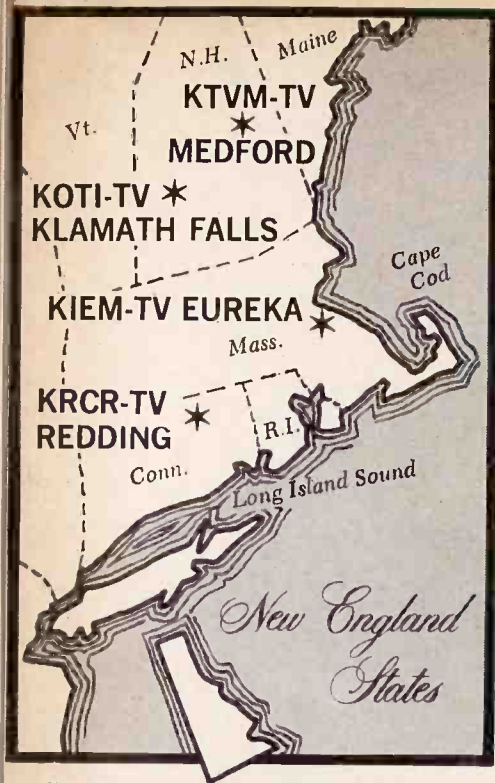 N.H.
Maine
KTVM-TV
MEDFORD
Vt.
KOTI-TV
KLAMATH FALLS
Cape
Cod
KIEM-TV EUREKA
Mass.
KRCR-TV
REDDING
R.I.
Conn.
Long Island Sound
New England
States